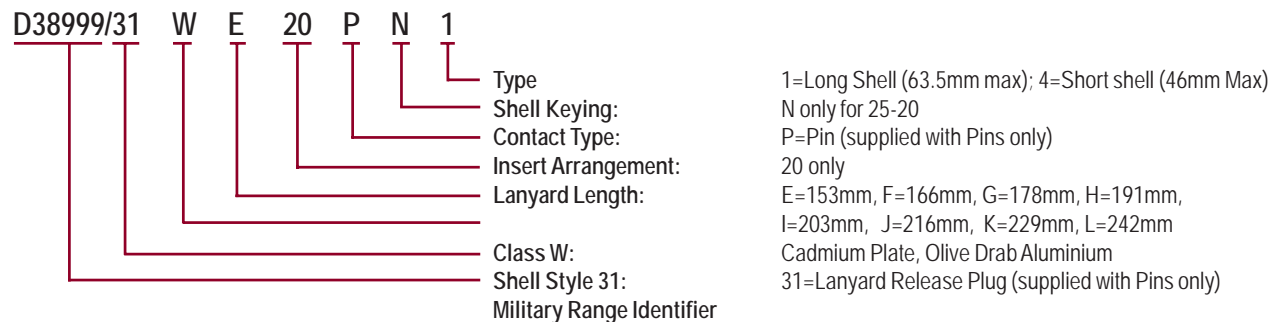 D38999/31 W E 20 P N 1
Type 1=Long Shell (63.5mm max); 4=Short shell (46mm Max)
Shell Keying: N only for 25-20
Contact Type: P=Pin (supplied with Pins only)
Insert Arrangement: 20 only
Lanyard Length: E=153mm, F=166mm, G=178mm, H=191mm,
I=203mm, J=216mm, K=229mm, L=242mm
Class W: Cadmium Plate, Olive Drab Aluminium
Shell Style 31: 31=Lanyard Release Plug (supplied with Pins only)
Military Range Identifier